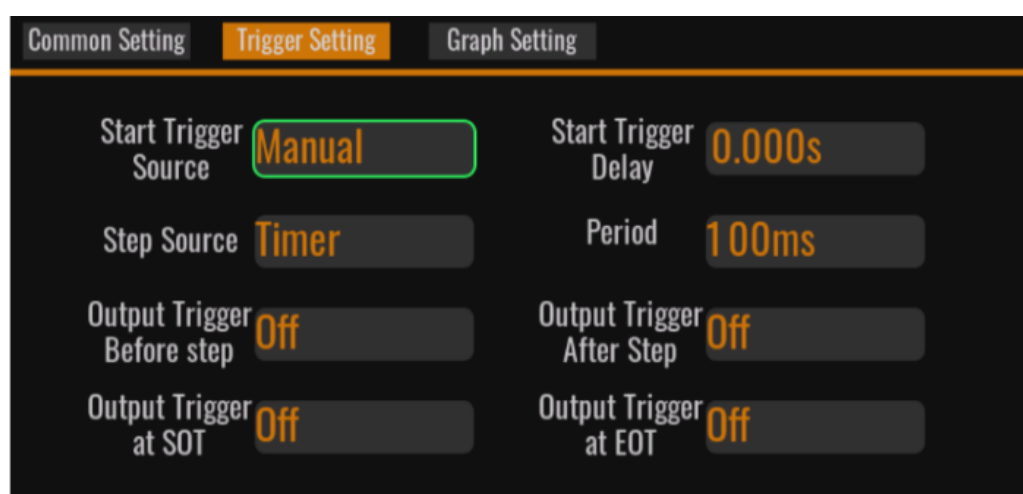 Common Setting Trigger Setting Graph Setting
Start Trigger
Source
Manual
Start Trigger
Delay
0.000s
Step Source Timer
Period 100ms
Output Trigger
Before step
Off
Output Trigger
After Step
Off
Output Trigger
at SOT
Off
Output Trigger
at EOT
Off